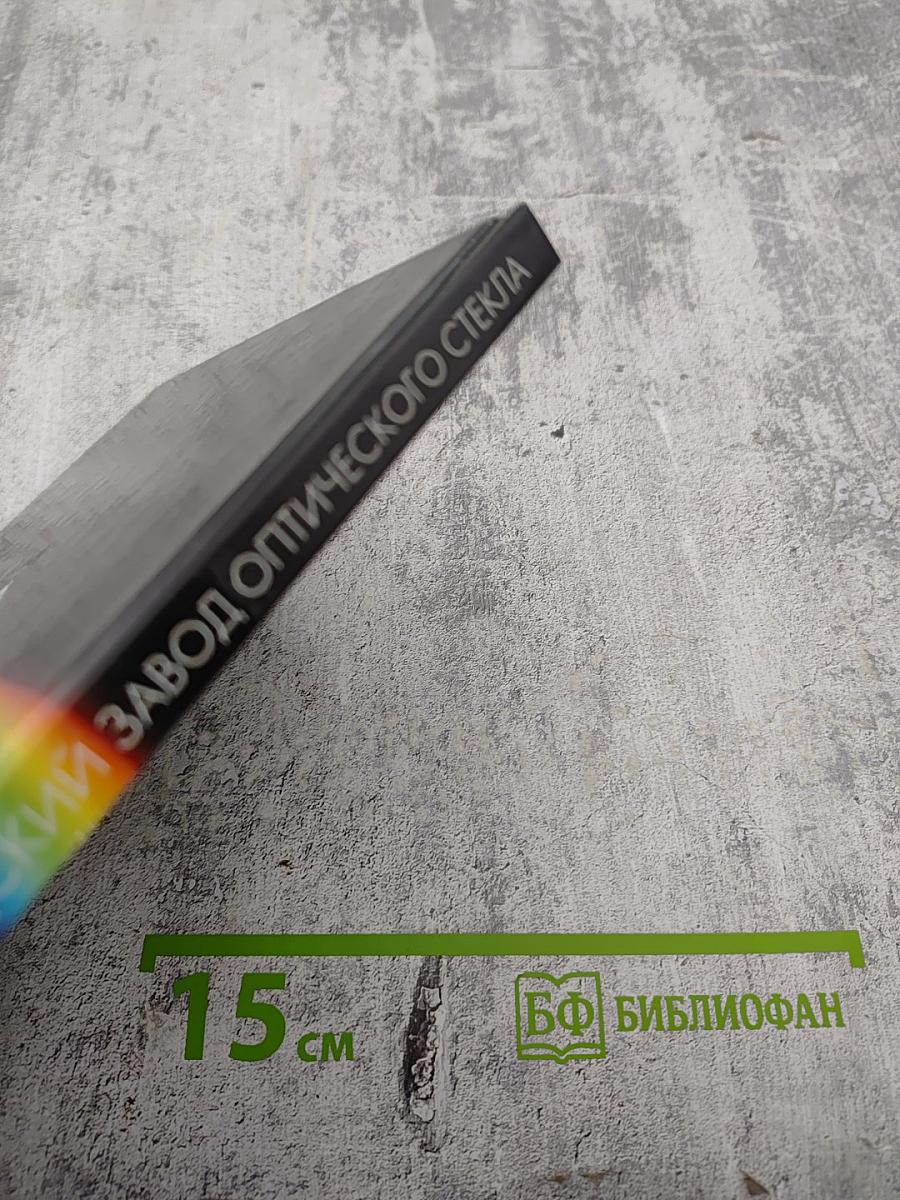 СКИЙ ЗАВОД ОПТИЧЕСКОГО СТЕКЛА
15 см
БФ БИБЛИОФАН